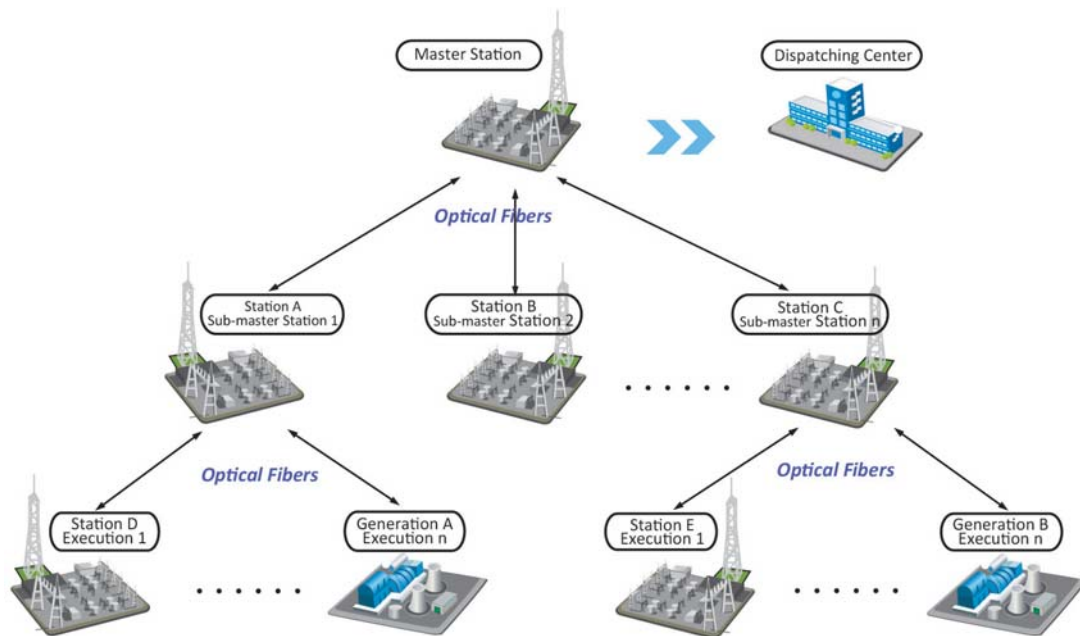 Master Station
Dispatching Center
Optical Fibers
Station A
Sub-master Station 1
Station B
Sub-master Station 2
Station C
Sub-master Station n
Optical Fibers
Optical Fibers
Station D
Execution 1
Generation A
Execution n
Station E
Execution 1
Generation B
Execution n